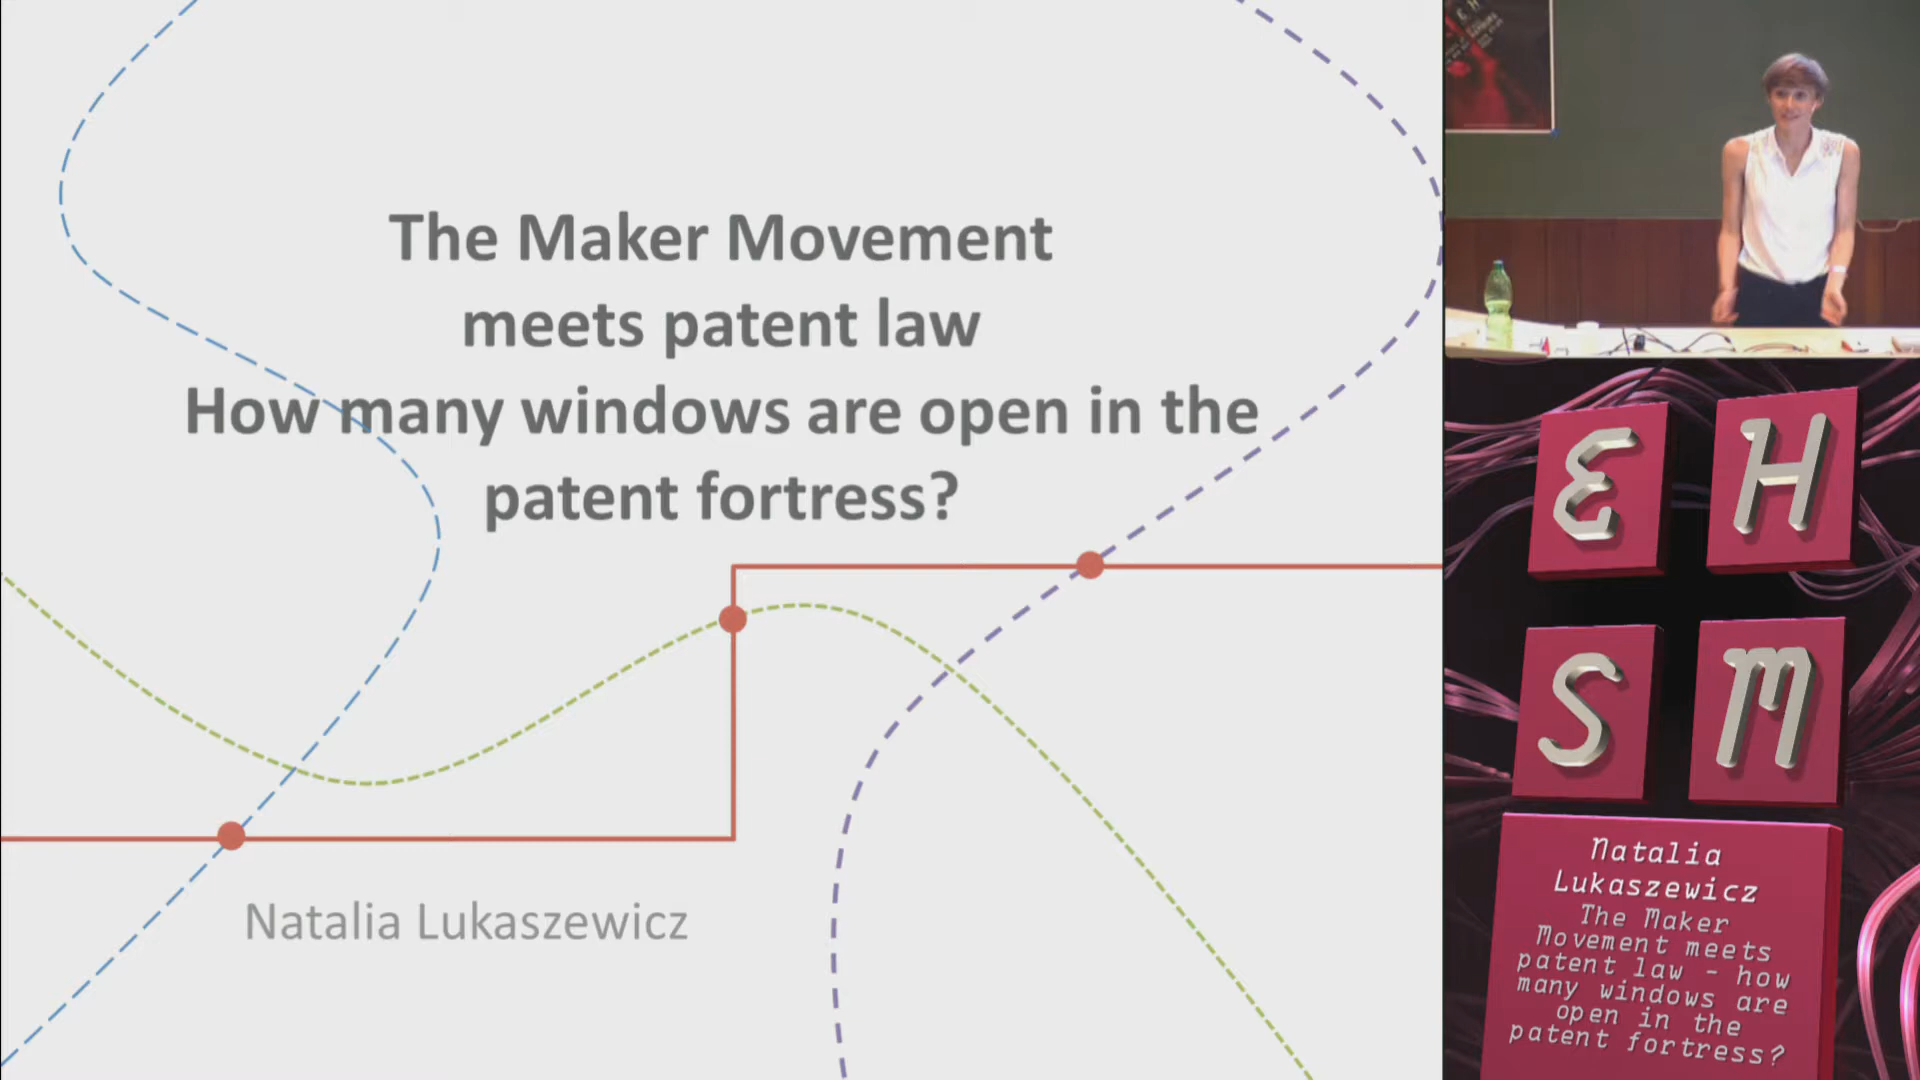 The Maker Movement
meets patent law
How many windows are open in the
patent fortress?
Natalia Lukaszewicz
E H
S M
Natalia
Lukaszewicz
The Maker
Movement meets
patent law - how
many windows are
open in the
patent fortress?